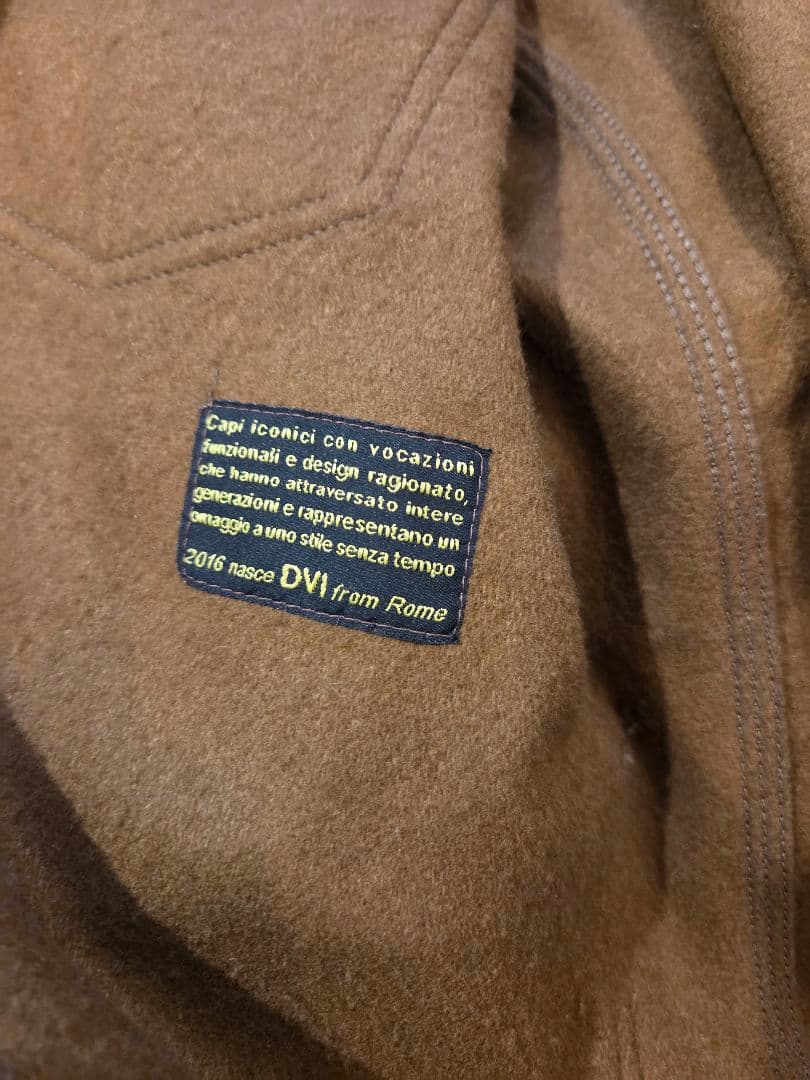 Capi iconici con vocazioni
funzionali e design ragionato,
che hanno attraversato intere
generazioni e rappresentano un
omaggio a uno stile senza tempo
2016 nasce DVI from Rome